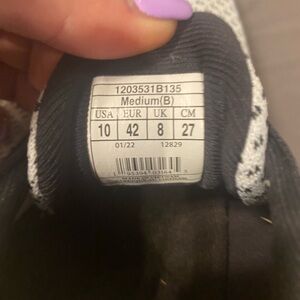 1203531B135
Medium(B)
USA EUR UK CM
10 42 8 27
01/22 12829